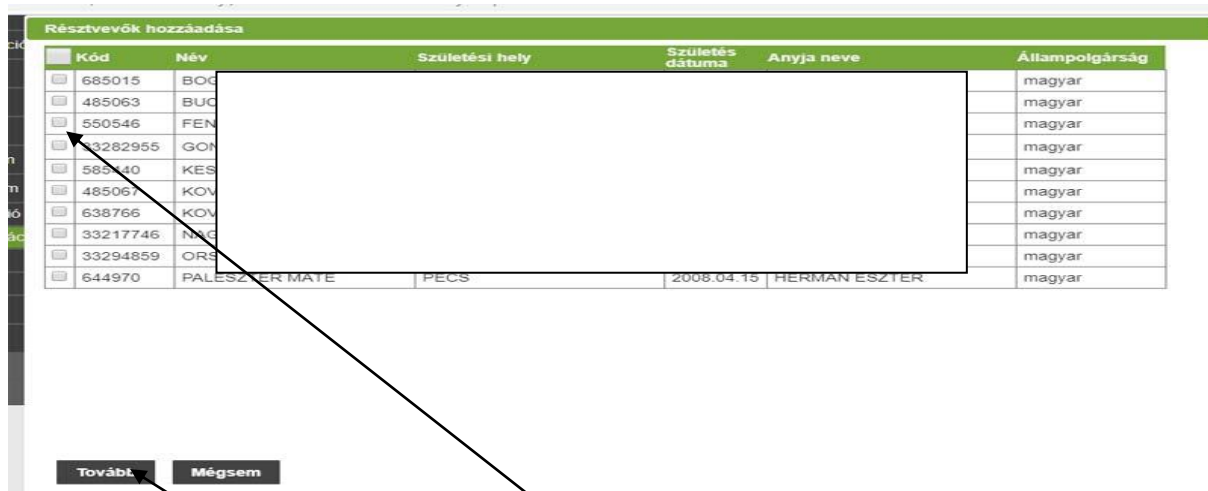 Résztvevők hozzáadása
Kód Név Születési hely Születés dátuma Anyja neve Állampolgárság
685015 BOG magyar
485063 BUC magyar
550546 FEN magyar
33282955 GON magyar
585440 KES magyar
485067 KOV magyar
638766 KOV magyar
33217746 NAG magyar
33294859 ORS magyar
644970 PALESZTER MÁTÉ PÉCS 2008.04.15 HERMAN ESZTER magyar
Tovább Mégsem